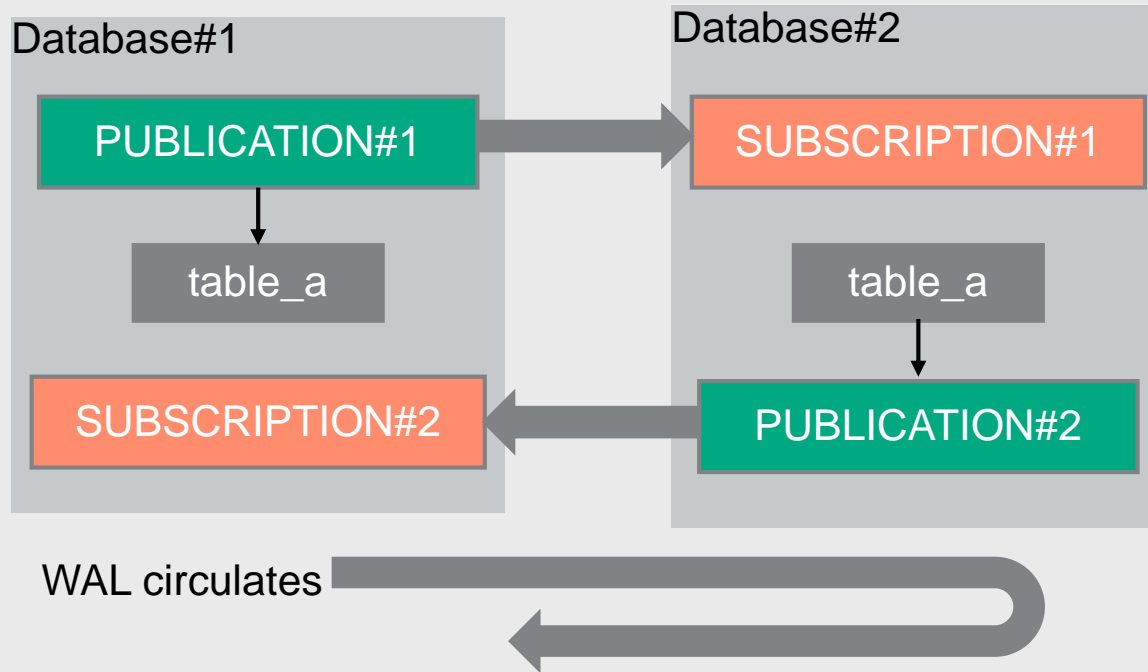 Database#1
Database#2
PUBLICATION#1
SUBSCRIPTION#1
table_a
table_a
SUBSCRIPTION#2
PUBLICATION#2
WAL circulates